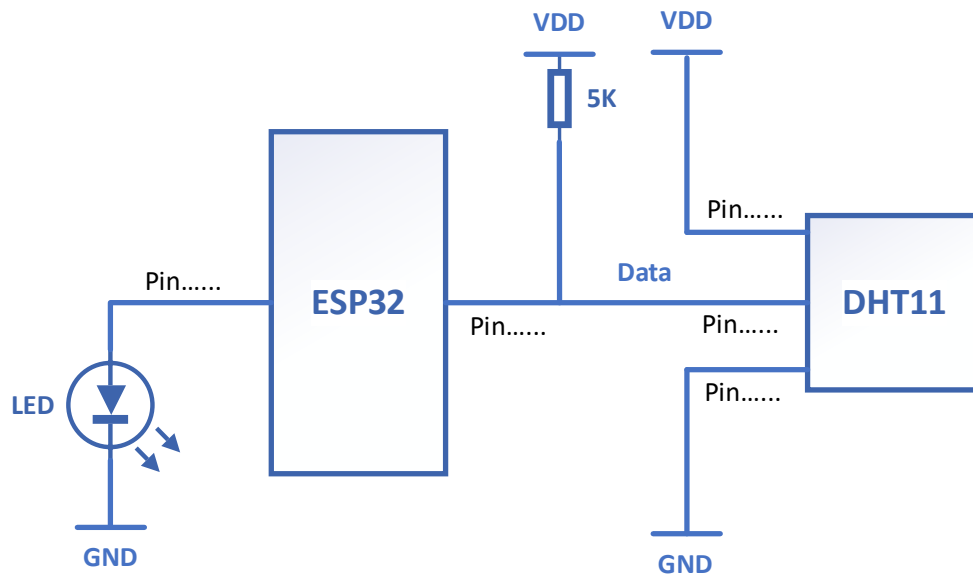 VDD
VDD
5K
Pin…...
Data
Pin…...
ESP32
DHT11
Pin…...
Pin…...
Pin…...
LED
GND
GND